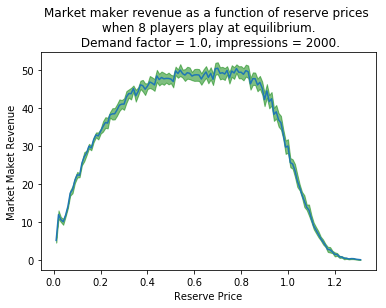 Market maker revenue as a function of reserve prices
when 8 players play at equilibrium.
Demand factor = 1.0, impressions = 2000.
50
40
30
20
10
0
Market Maket Revenue
0.0 0.2 0.4 0.6 0.8 1.0 1.2
Reserve Price